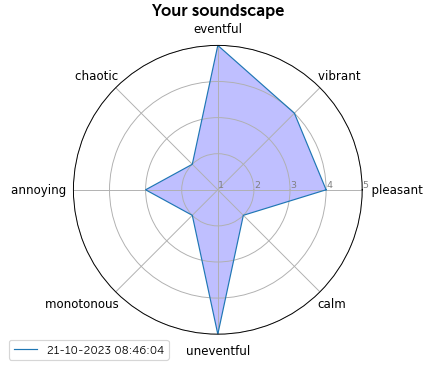 Your soundscape
eventful
chaotic vibrant
annoying 1 2 3 4 5 pleasant
monotonous calm
uneventful
21-10-2023 08:46:04